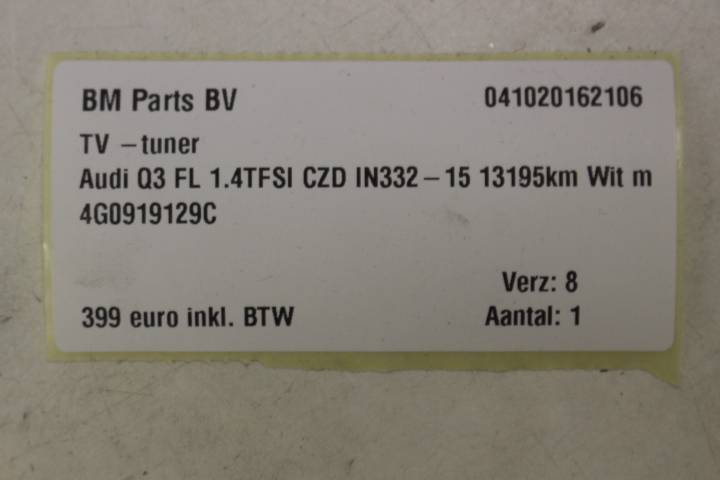 BM Parts BV 041020162106
TV -tuner
Audi Q3 FL 1.4TFSI CZD IN332-15 13195km Wit m
4G0919129C
Verz: 8
399 euro inkl. BTW Aantal: 1